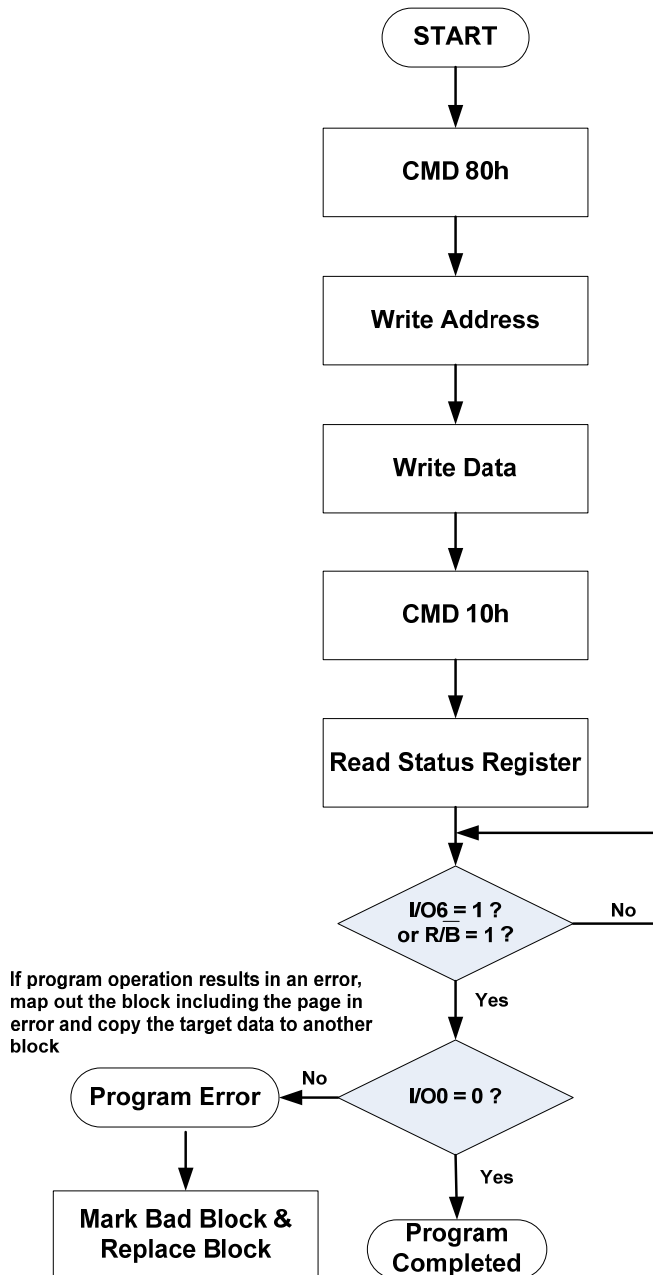 START
CMD 80h
Write Address
Write Data
CMD 10h
Read Status Register
I/O6 = 1 ?
or R/B̅ = 1 ?
No
If program operation results in an error,
map out the block including the page in
error and copy the target data to another
block
Yes
No
Program Error
I/O0 = 0 ?
Yes
Mark Bad Block &
Replace Block
Program
Completed